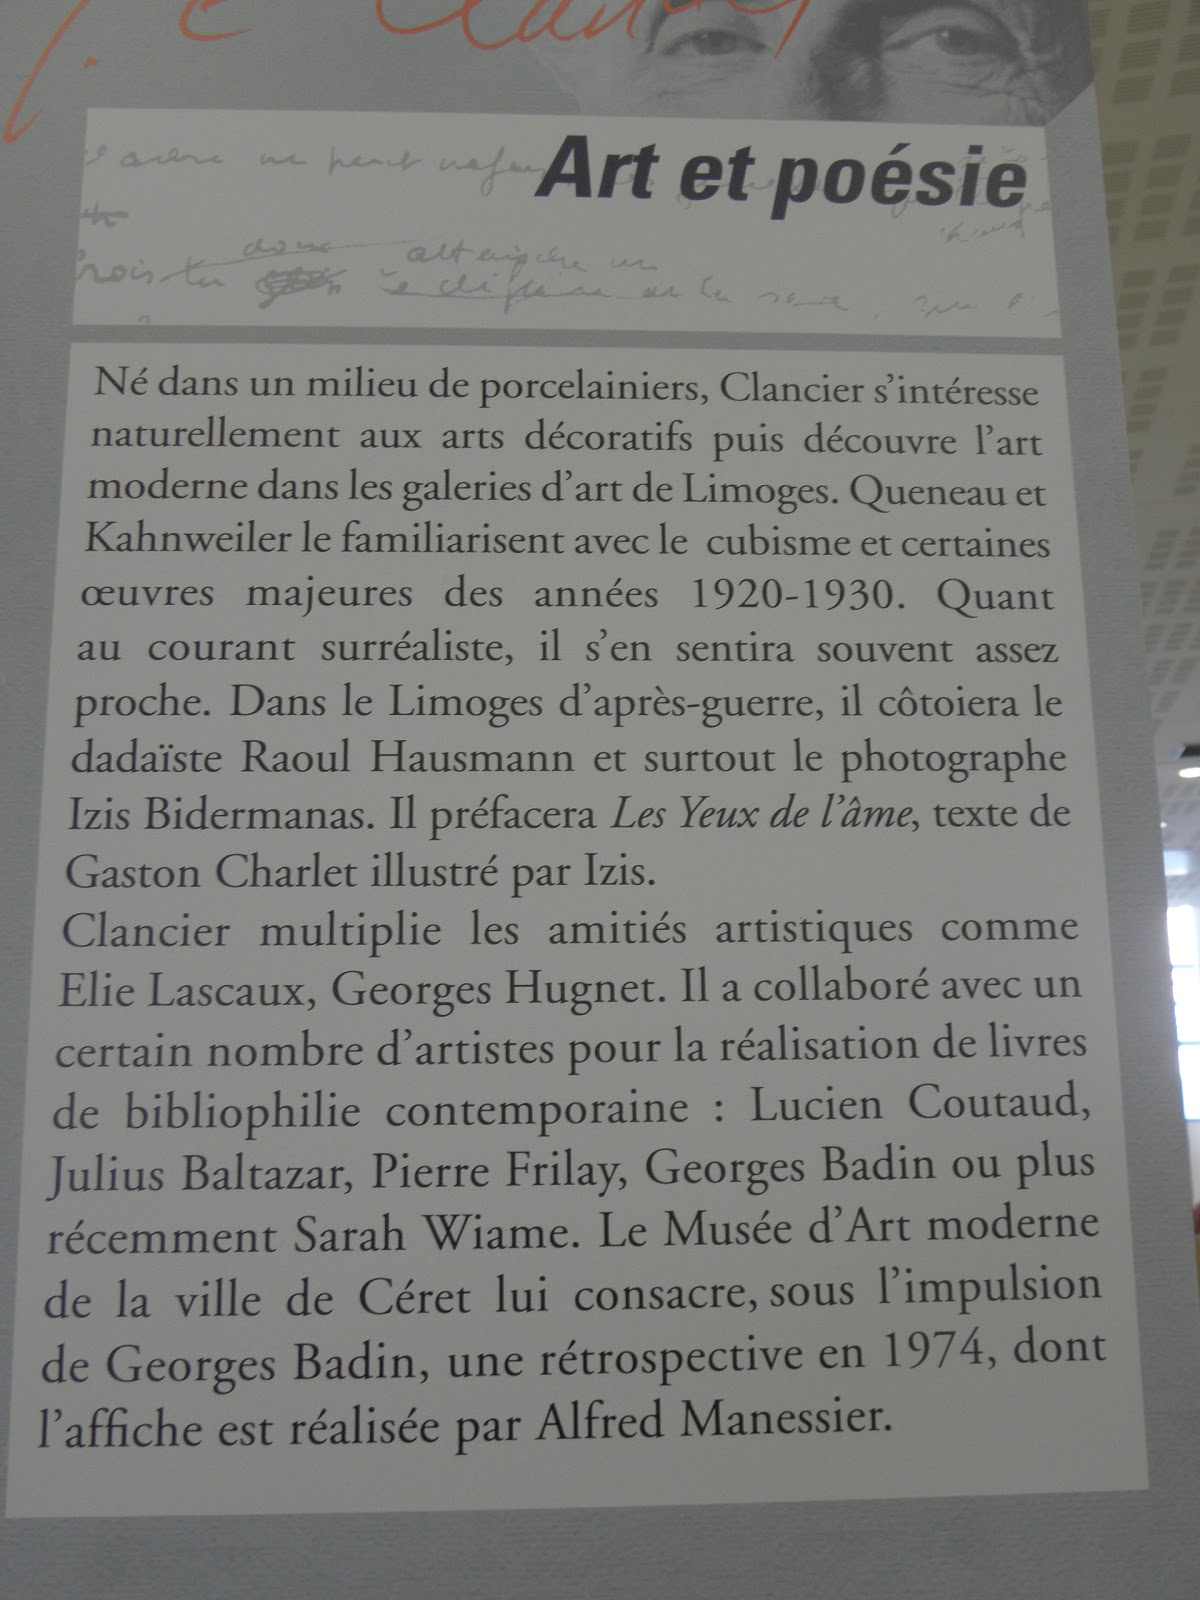 Clancier
Art et poésie
ne peut
donc atteindre un
Né dans un milieu de porcelainiers, Clancier s'intéresse
naturellement aux arts décoratifs puis découvre l'art
moderne dans les galeries d'art de Limoges. Queneau et
Kahnweiler le familiarisent avec le cubisme et certaines
œuvres majeures des années 1920-1930. Quant
au courant surréaliste, il s'en sentira souvent assez
proche. Dans le Limoges d'après-guerre, il côtoiera le
dadaïste Raoul Hausmann et surtout le photographe
Izis Bidermanas. Il préfacera Les Yeux de l'âme, texte de
Gaston Charlet illustré par Izis.
Clancier multiplie les amitiés artistiques comme
Elie Lascaux, Georges Hugnet. Il a collaboré avec un
certain nombre d'artistes pour la réalisation de livres
de bibliophilie contemporaine : Lucien Coutaud,
Julius Baltazar, Pierre Frilay, Georges Badin ou plus
récemment Sarah Wiame. Le Musée d'Art moderne
de la ville de Céret lui consacre, sous l'impulsion
de Georges Badin, une rétrospective en 1974, dont
l'affiche est réalisée par Alfred Manessier.